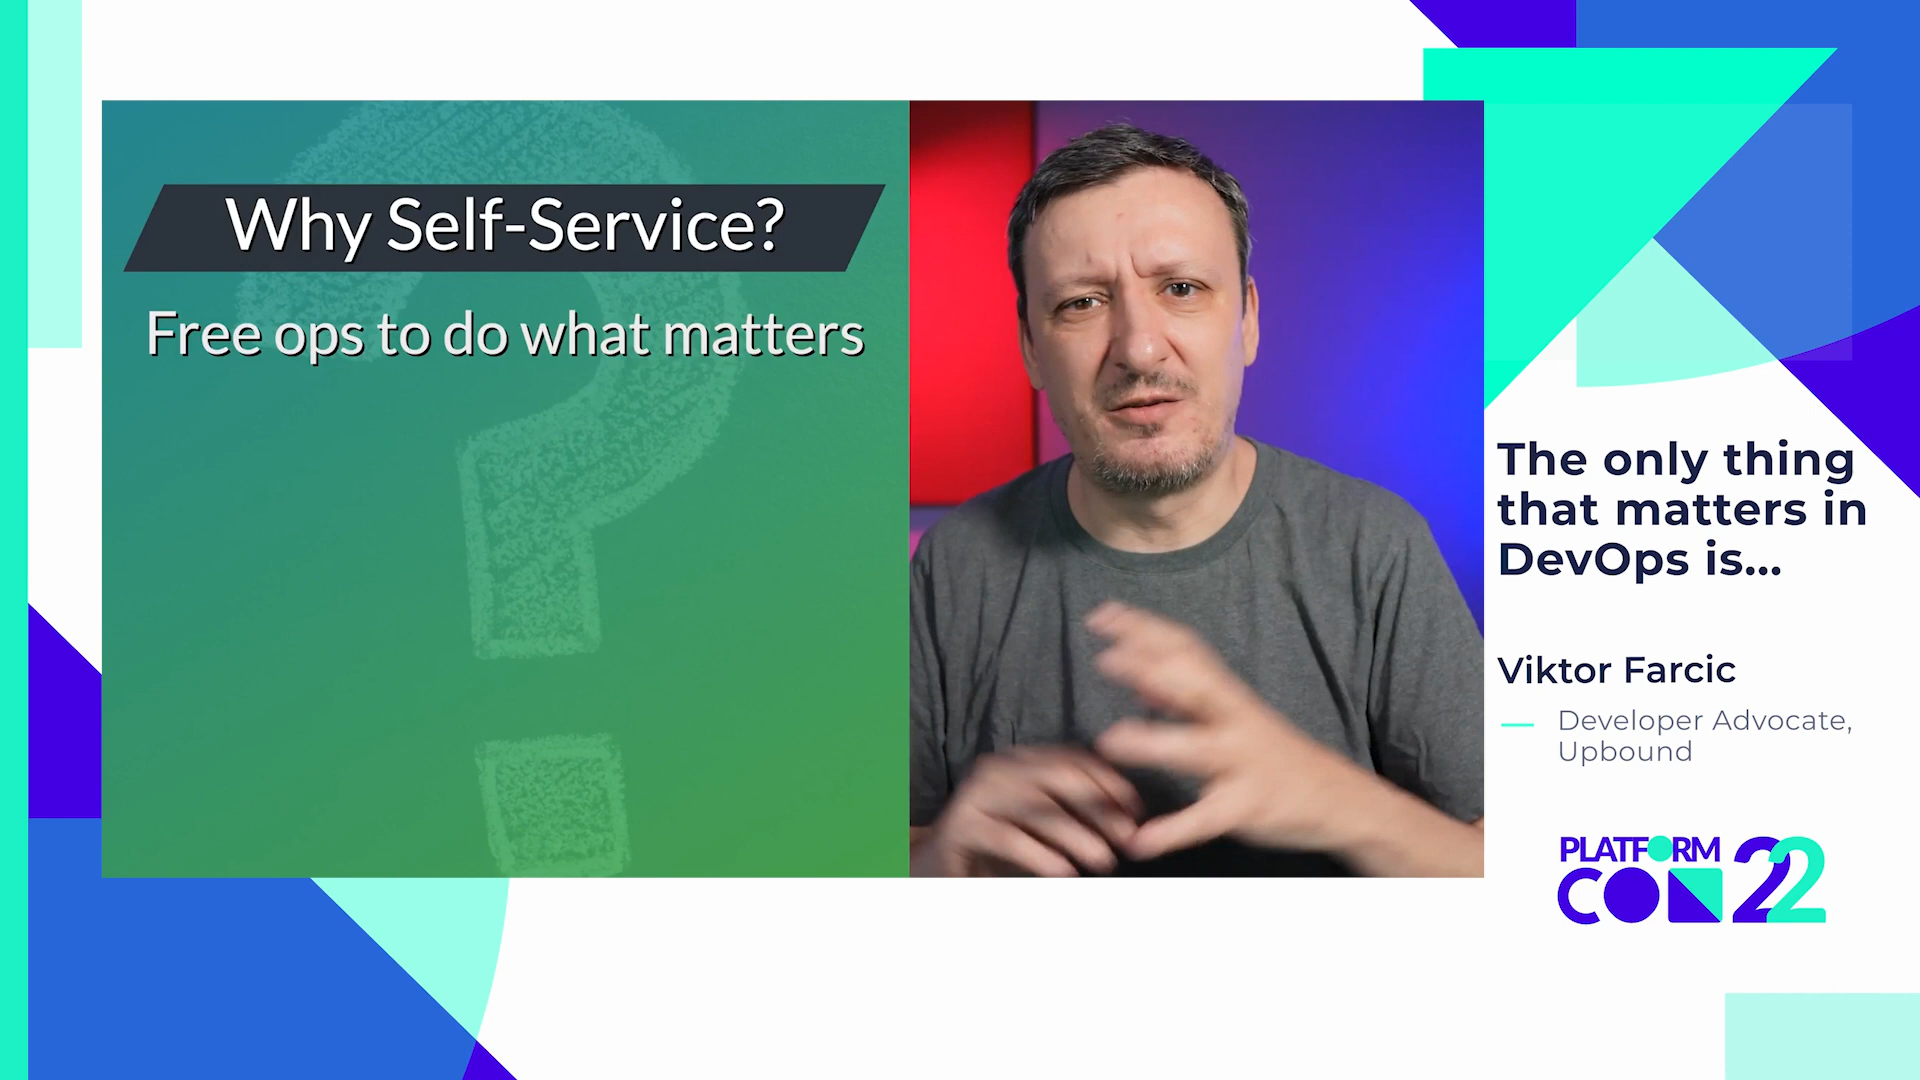 Why Self-Service?
Free ops to do what matters
The only thing
that matters in
DevOps is...
Viktor Farcic
Developer Advocate,
Upbound
PLATFORM
CON 22